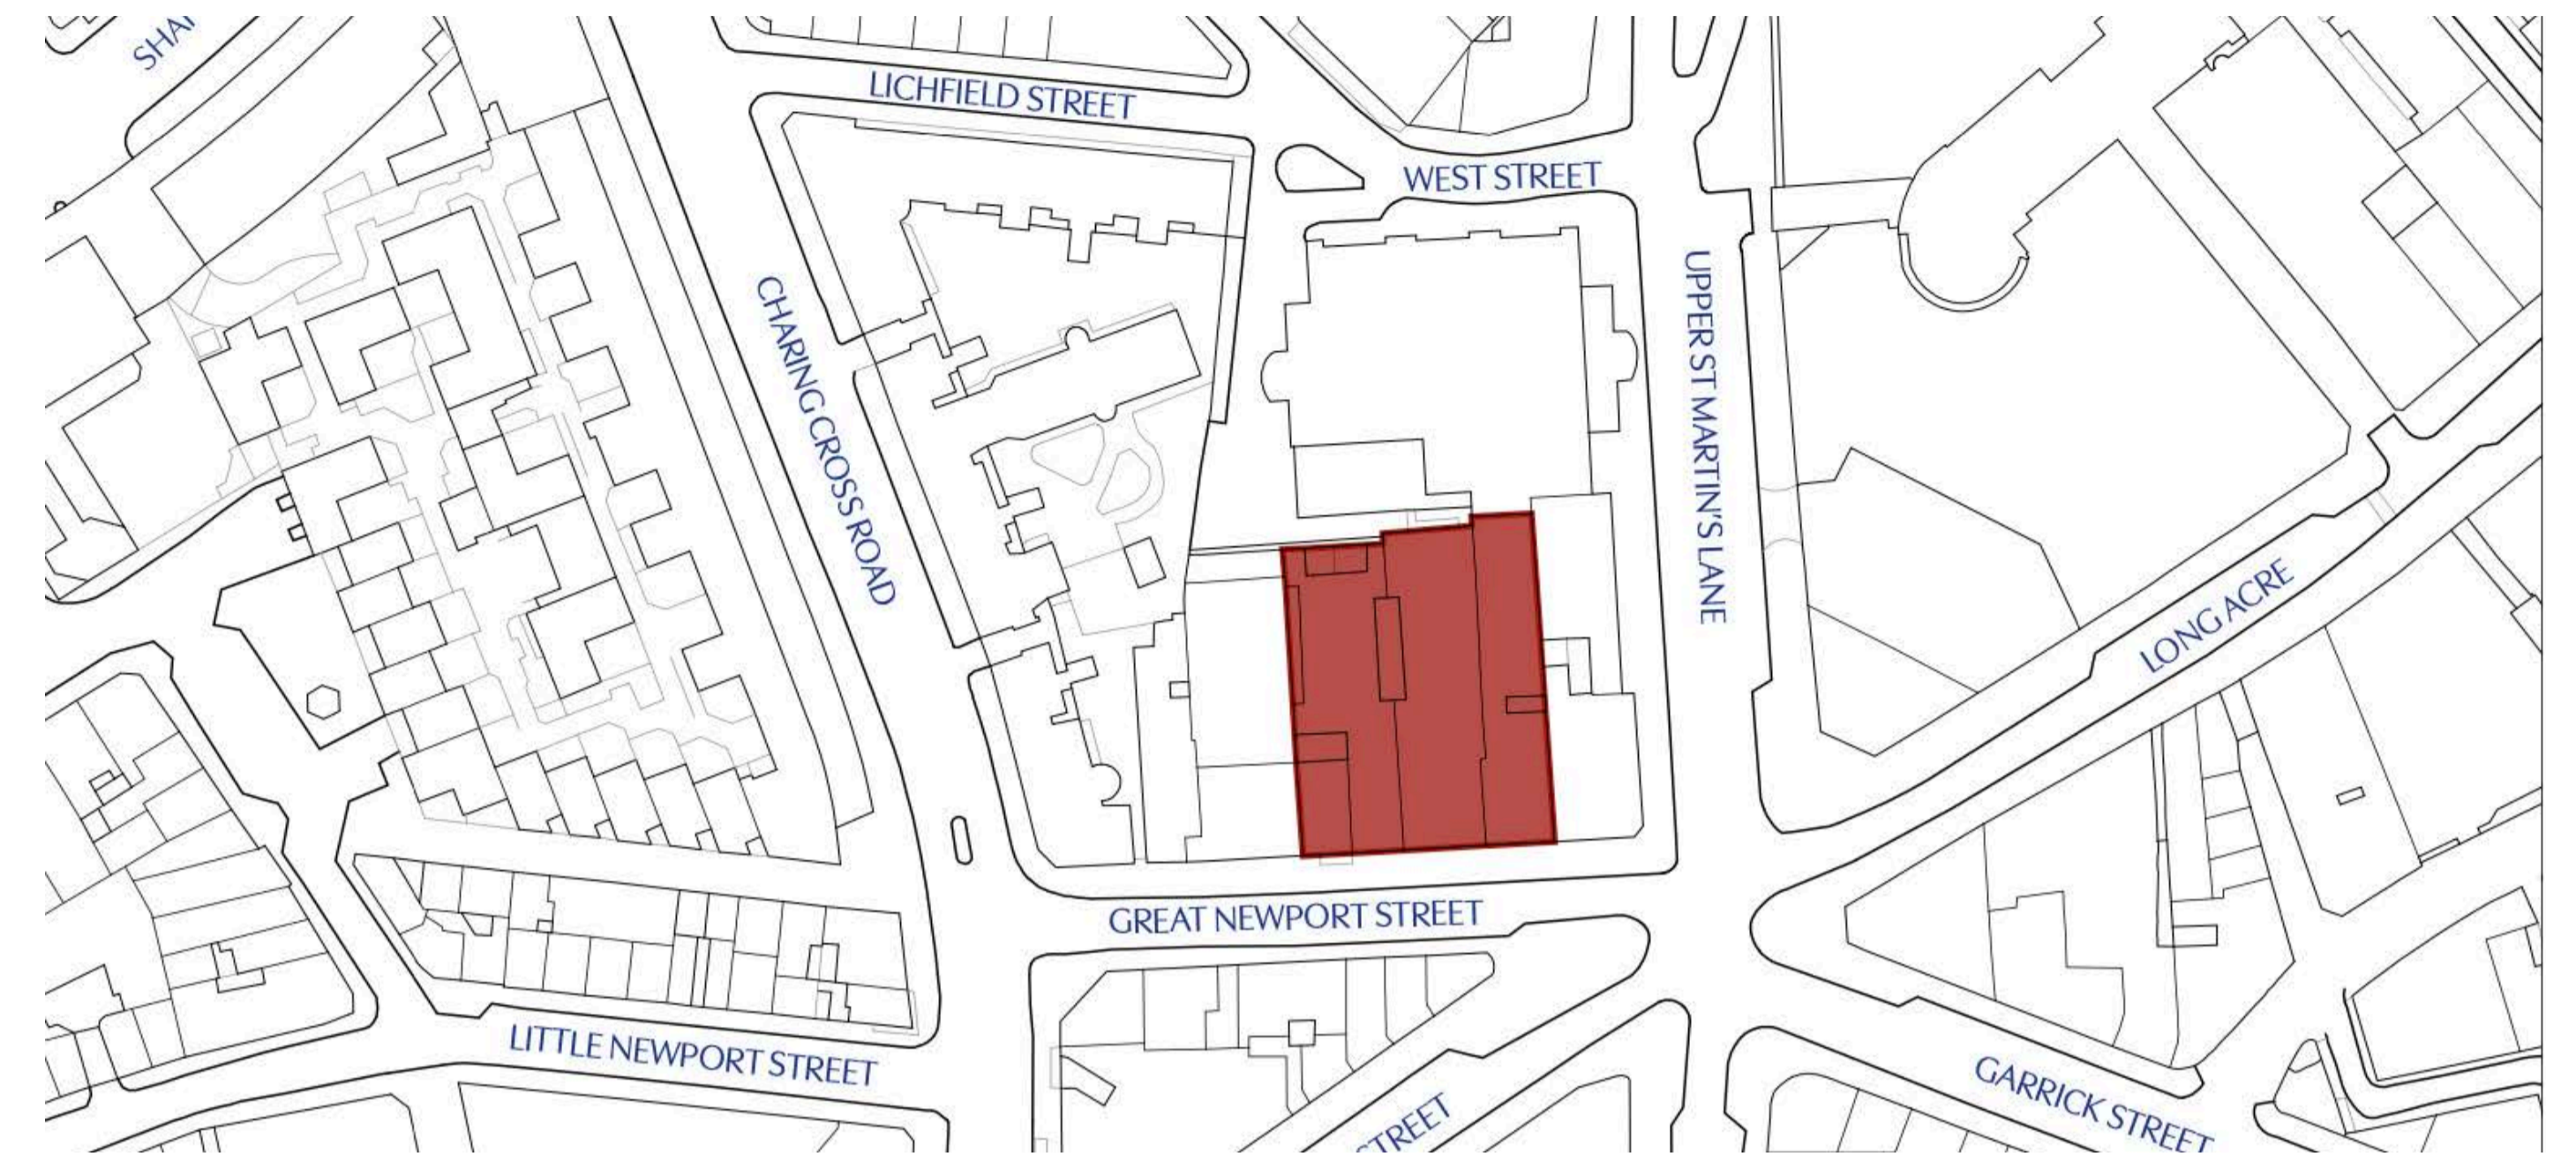 LICHFIELD STREET
WEST STREET
CHARING CROSS ROAD
UPPER ST MARTIN'S LANE
LONG ACRE
GREAT NEWPORT STREET
LITTLE NEWPORT STREET
GARRICK STREET
STREET